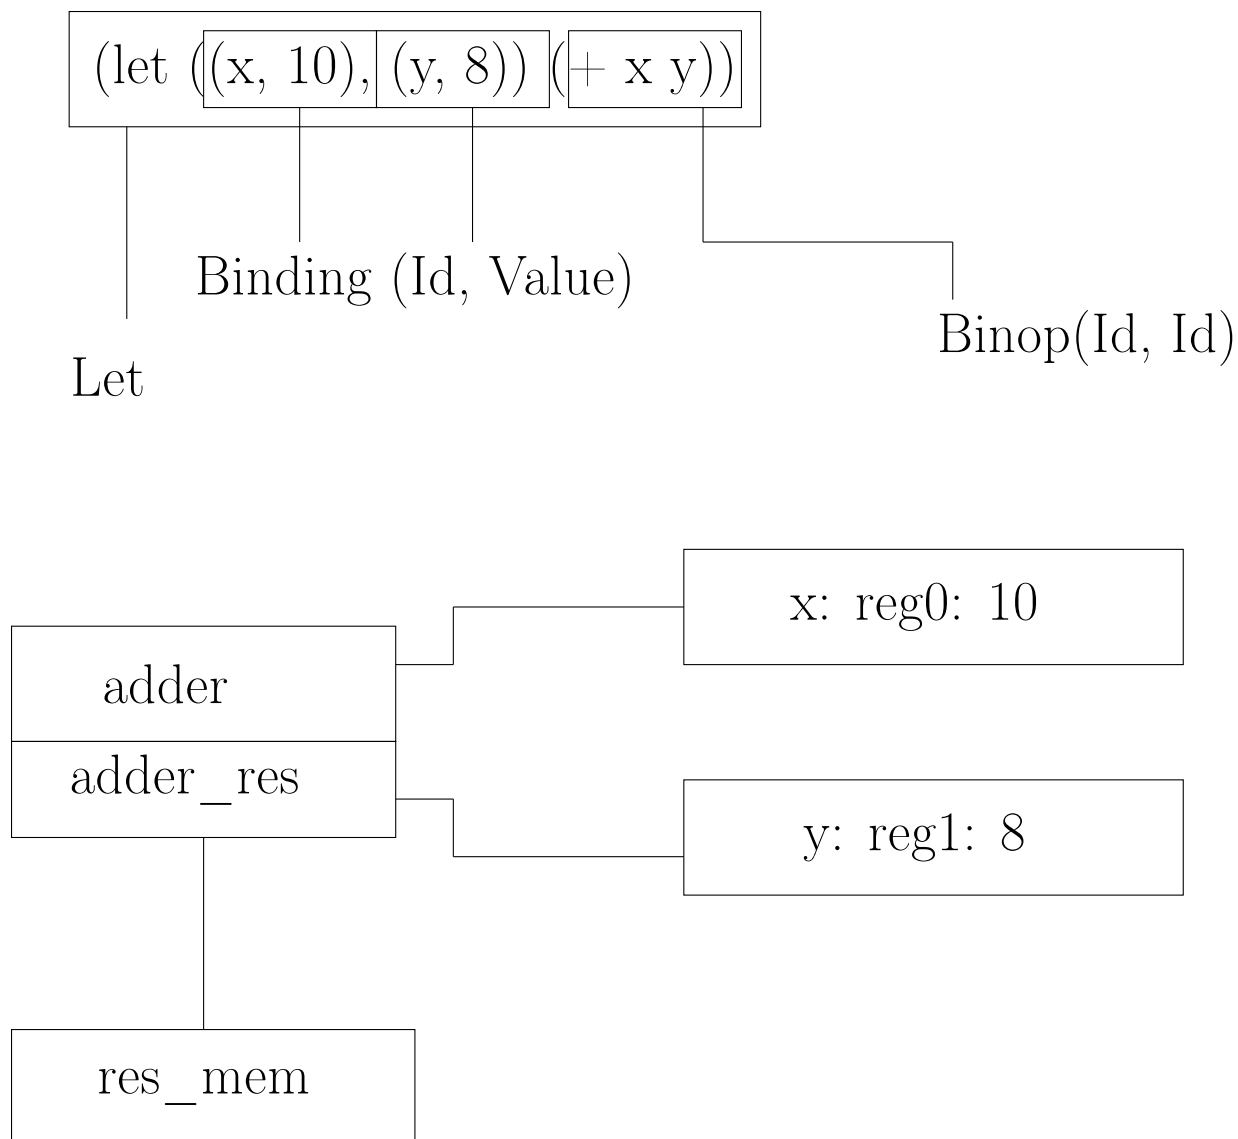 (let ((x, 10), (y, 8)) (+ x y))
Binding (Id, Value)
Binop(Id, Id)
Let
x: reg0: 10
adder
adder_res
y: reg1: 8
res_mem